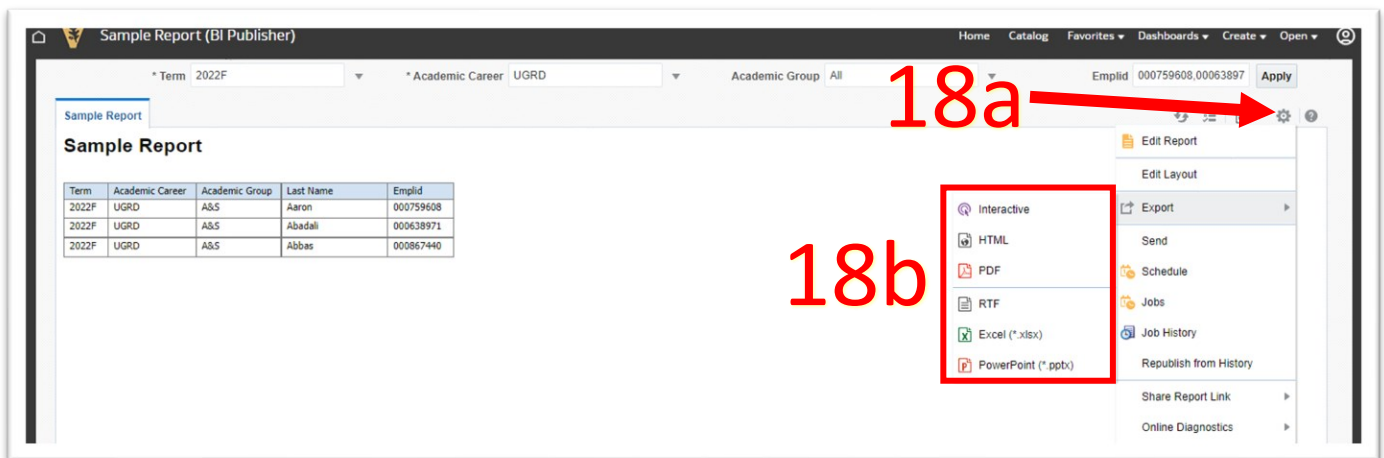 Sample Report (BI Publisher)
Home Catalog Favorites Dashboards Create Open
* Term 2022F * Academic Career UGRD Academic Group All Emplid 000759608,00063897 Apply
18a
Sample Report
Sample Report
Term Academic Career Academic Group Last Name Emplid
2022F UGRD A&S Aaron 000759608
2022F UGRD A&S Abadali 000638971
2022F UGRD A&S Abbas 000867440
Edit Report
Edit Layout
Export
Send
Schedule
Jobs
Job History
Republish from History
Share Report Link
Online Diagnostics
18b
Interactive
HTML
PDF
RTF
Excel (*.xlsx)
PowerPoint (*.pptx)